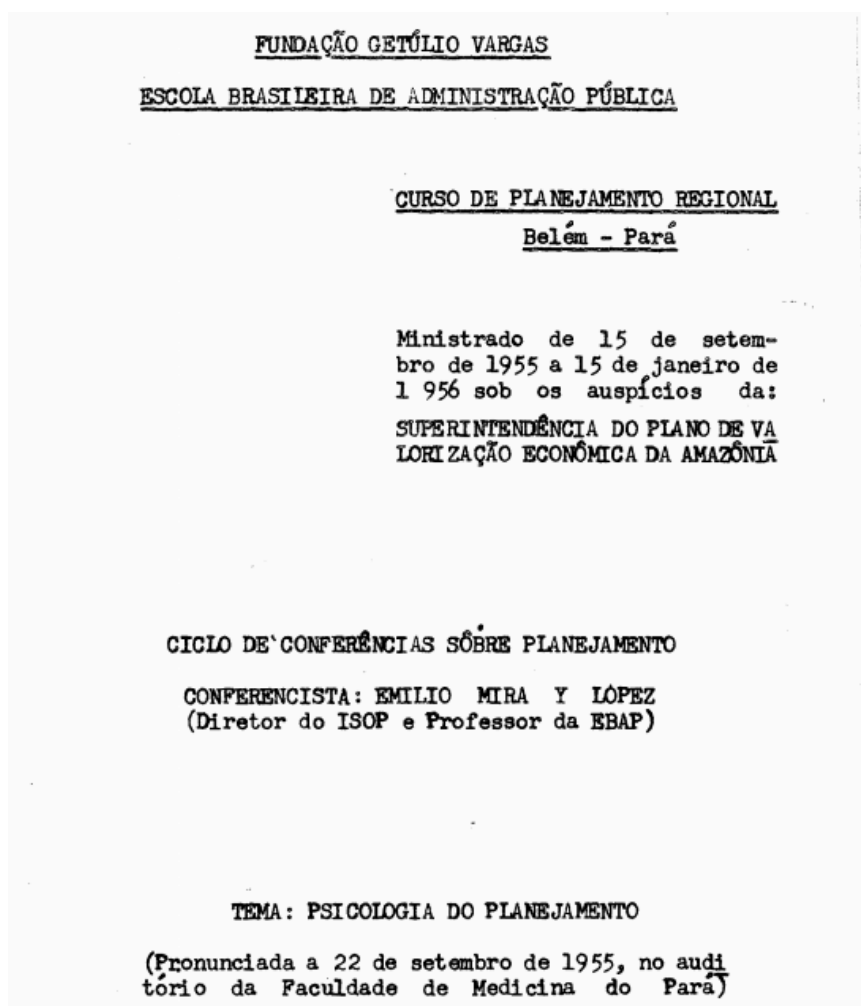 FUNDAÇÃO GETÚLIO VARGAS
ESCOLA BRASILEIRA DE ADMINISTRAÇÃO PÚBLICA
CURSO DE PLANEJAMENTO REGIONAL
Belém - Pará
Ministrado de 15 de setem-
bro de 1955 a 15 de janeiro de
1 956 sob os auspícios da:
SUPERINTENDÊNCIA DO PLANO DE VA
LORIZAÇÃO ECONÔMICA DA AMAZÔNIA
CICLO DE CONFERÊNCIAS SÔBRE PLANEJAMENTO
CONFERENCISTA: EMILIO MIRA Y LÓPEZ
(Diretor do ISOP e Professor da EBAP)
TEMA: PSICOLOGIA DO PLANEJAMENTO
(Pronunciada a 22 de setembro de 1955, no audi
tório da Faculdade de Medicina do Pará)